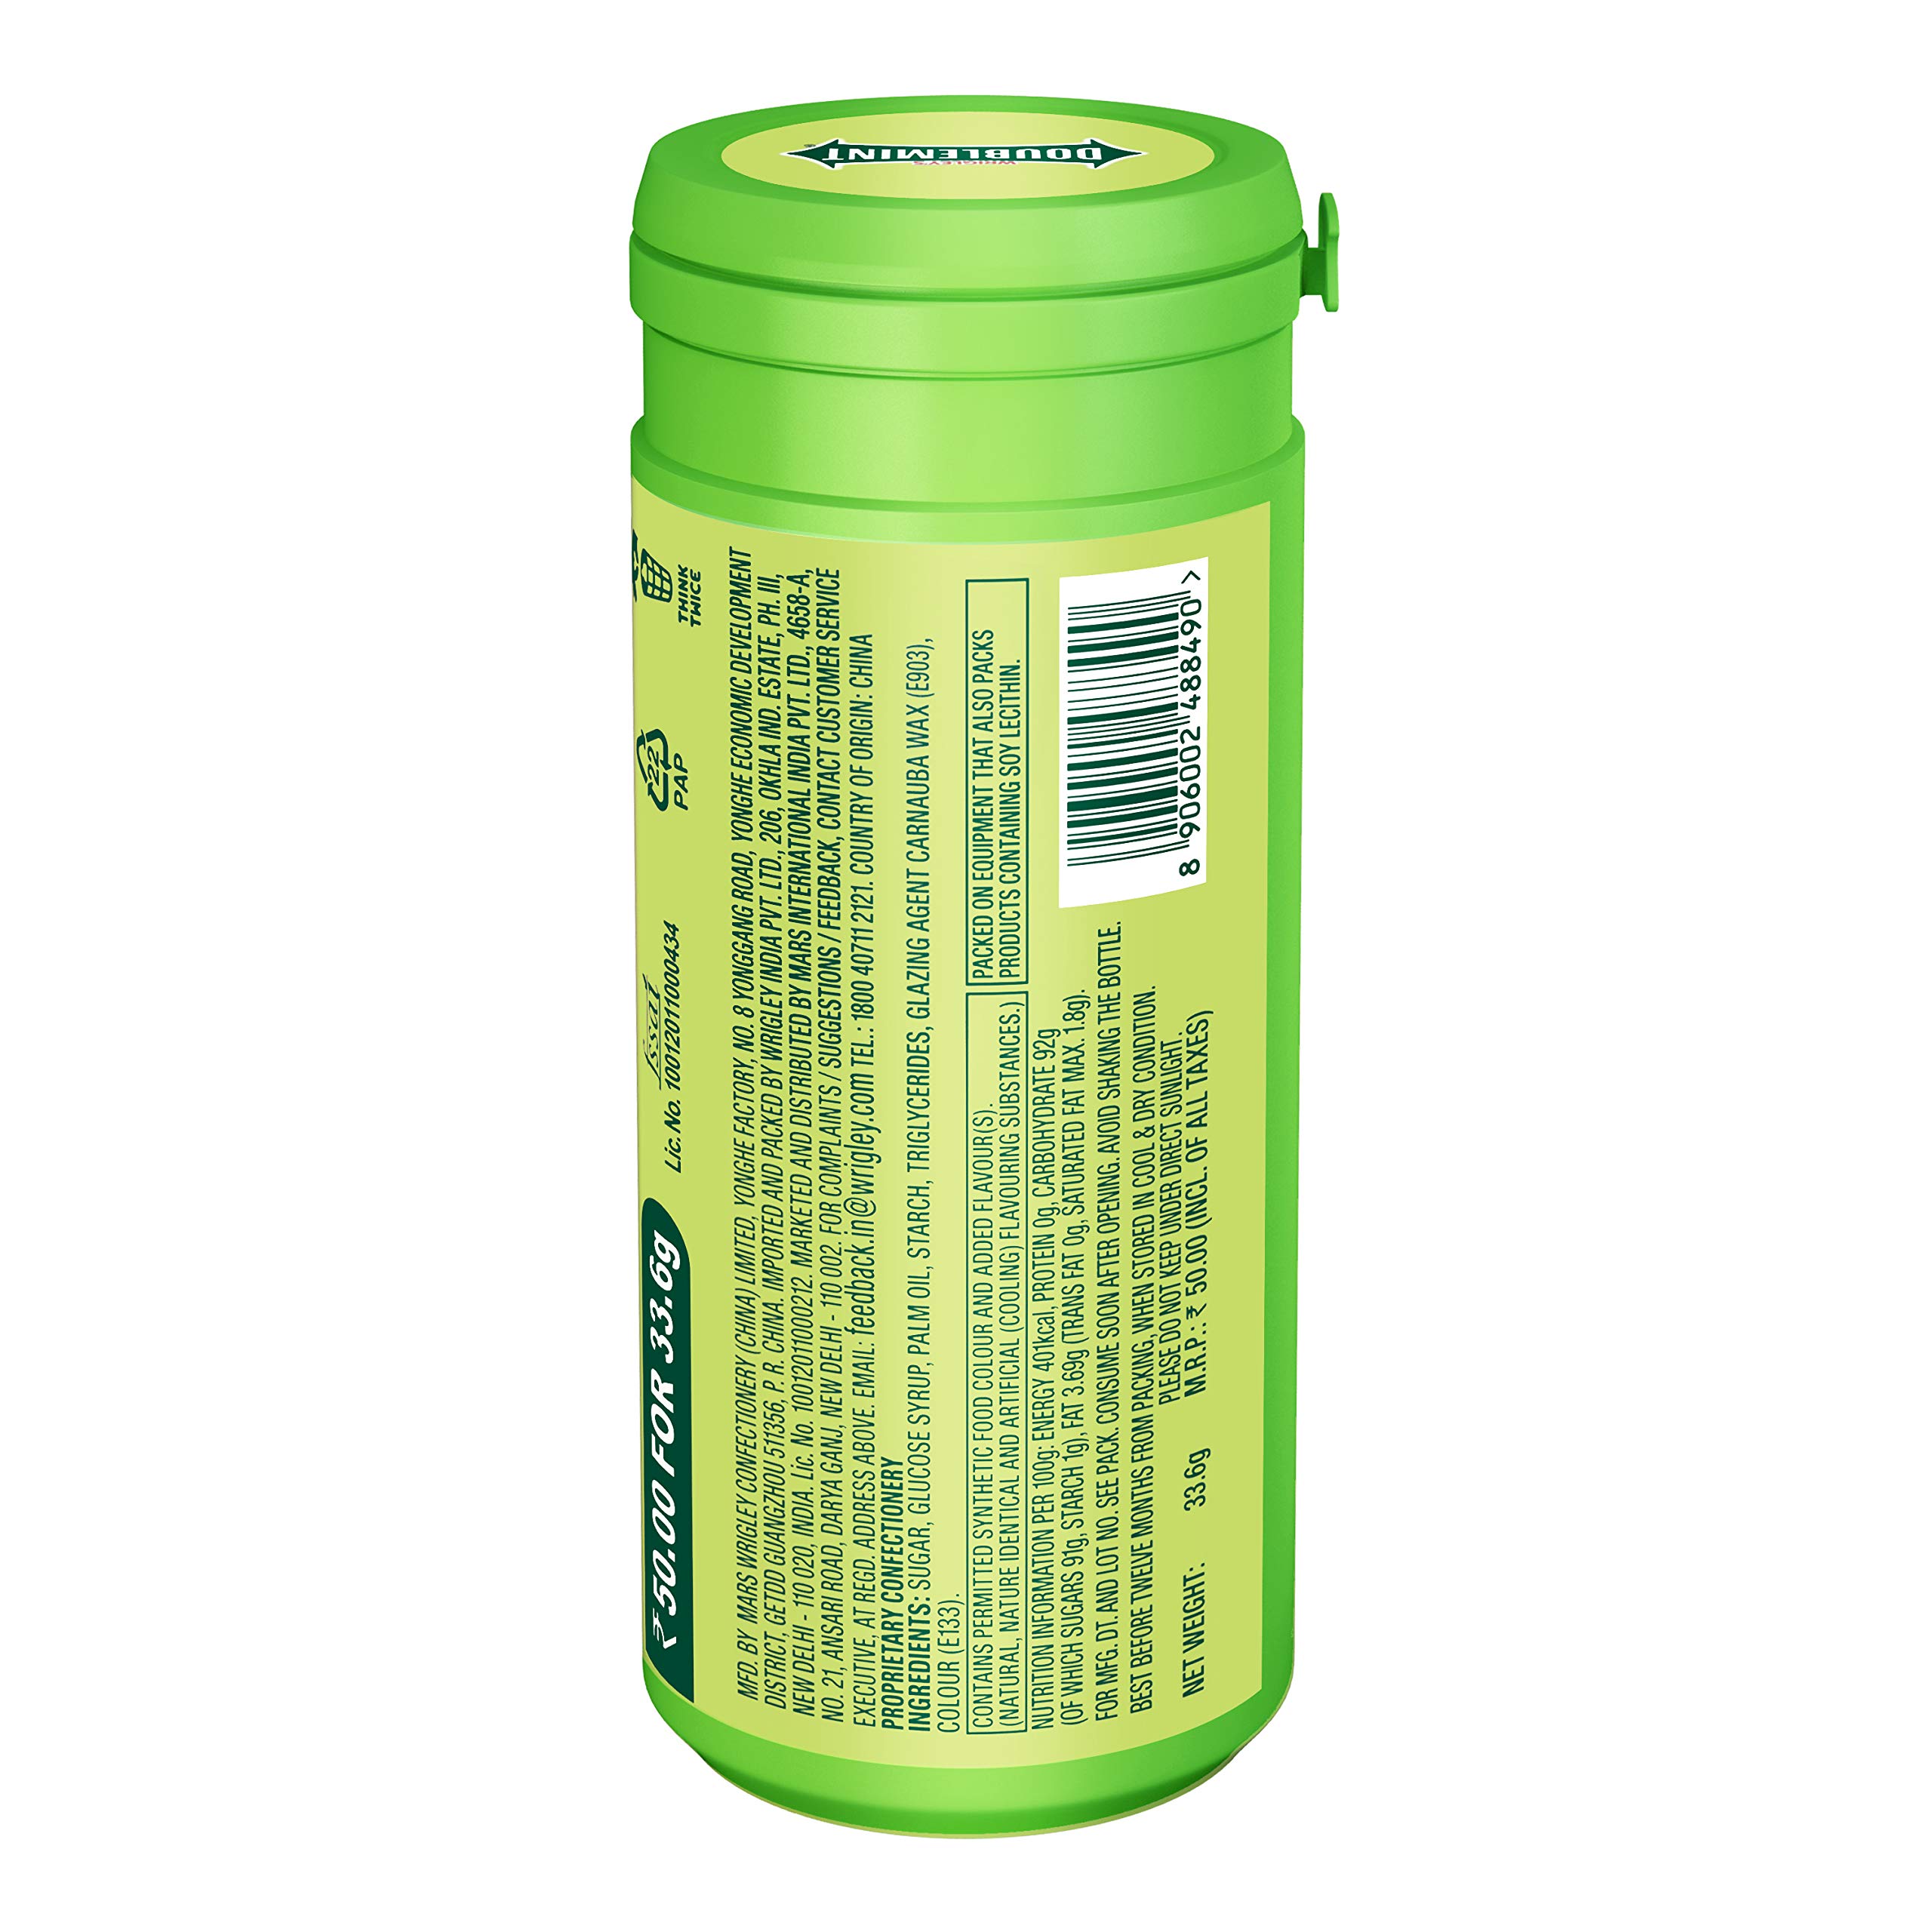 WRIGLEY'S
DOUBLEMINT
®
₹50.00 FOR 33.6g
fssai
Lic. No. 10012011000434
22
PAP
THINK
TWICE
MFD. BY MARS WRIGLEY CONFECTIONERY (CHINA) LIMITED, YONGHE FACTORY, NO. 8 YONGGANG ROAD, YONGHE ECONOMIC DEVELOPMENT
DISTRICT, GETDD GUANGZHOU 511356, P. R. CHINA. IMPORTED AND PACKED BY WRIGLEY INDIA PVT. LTD., 206, OKHLA IND. ESTATE, PH. III,
NEW DELHI - 110 020, INDIA. Lic. No. 10012011000212. MARKETED AND DISTRIBUTED BY MARS INTERNATIONAL INDIA PVT. LTD., 4658-A,
NO. 21, ANSARI ROAD, DARYA GANJ, NEW DELHI - 110 002. FOR COMPLAINTS / SUGGESTIONS / FEEDBACK, CONTACT CUSTOMER SERVICE
EXECUTIVE, AT REGD. ADDRESS ABOVE. EMAIL: feedback.in@wrigley.com TEL.: 1800 40711 2121. COUNTRY OF ORIGIN: CHINA
PROPRIETARY CONFECTIONERY
INGREDIENTS: SUGAR, GLUCOSE SYRUP, PALM OIL, STARCH, TRIGLYCERIDES, GLAZING AGENT CARNAUBA WAX (E903),
COLOUR (E133).
CONTAINS PERMITTED SYNTHETIC FOOD COLOUR AND ADDED FLAVOUR(S).
(NATURAL, NATURE IDENTICAL AND ARTIFICIAL (COOLING) FLAVOURING SUBSTANCES.)
PACKED ON EQUIPMENT THAT ALSO PACKS
PRODUCTS CONTAINING SOY LECITHIN.
NUTRITION INFORMATION PER 100g: ENERGY 401kcal, PROTEIN 0g, CARBOHYDRATE 92g
(OF WHICH SUGARS 91g, STARCH 1g), FAT 3.69g (TRANS FAT 0g, SATURATED FAT MAX. 1.8g).
FOR MFG. DT. AND LOT NO. SEE PACK. CONSUME SOON AFTER OPENING. AVOID SHAKING THE BOTTLE.
BEST BEFORE TWELVE MONTHS FROM PACKING, WHEN STORED IN COOL & DRY CONDITION.
PLEASE DO NOT KEEP UNDER DIRECT SUNLIGHT.
NET WEIGHT: 33.6g M.R.P.: ₹ 50.00 (INCL. OF ALL TAXES)
8 906002 488490 >